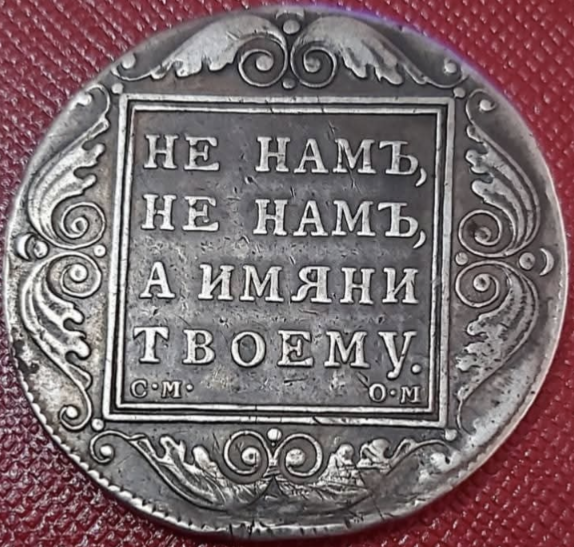 НЕ НАМЪ,
НЕ НАМЪ,
А ИМЯНИ
ТВОЕМУ.
С·М· О·М